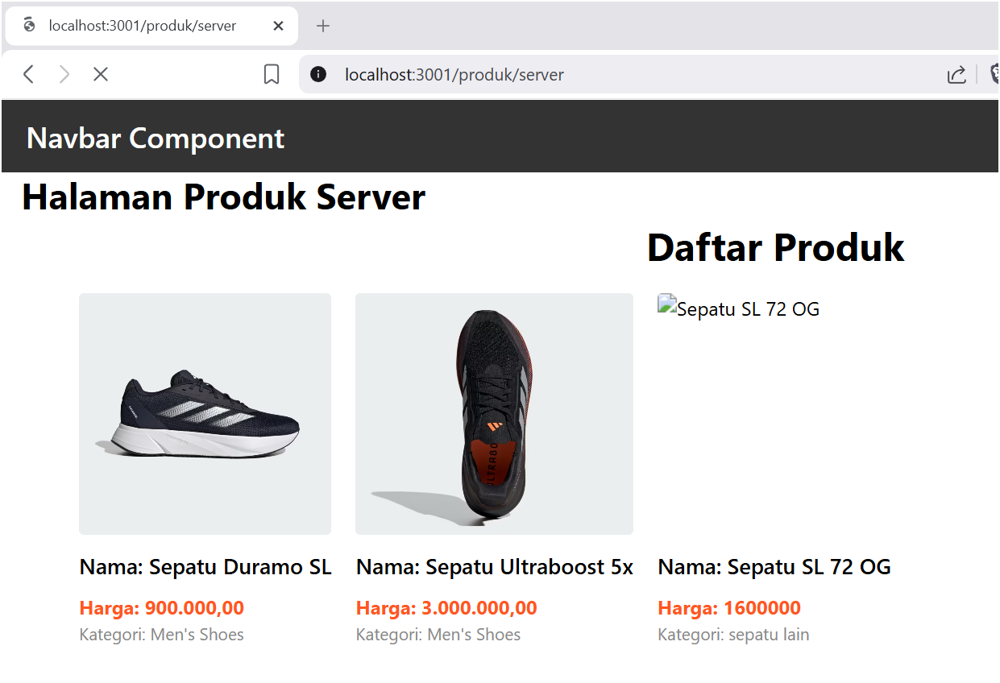 localhost:3001/produk/server
localhost:3001/produk/server
Navbar Component
Halaman Produk Server
Daftar Produk
Sepatu SL 72 OG
Nama: Sepatu Duramo SL
Harga: 900.000,00
Kategori: Men's Shoes
Nama: Sepatu Ultraboost 5x
Harga: 3.000.000,00
Kategori: Men's Shoes
Nama: Sepatu SL 72 OG
Harga: 1600000
Kategori: sepatu lain